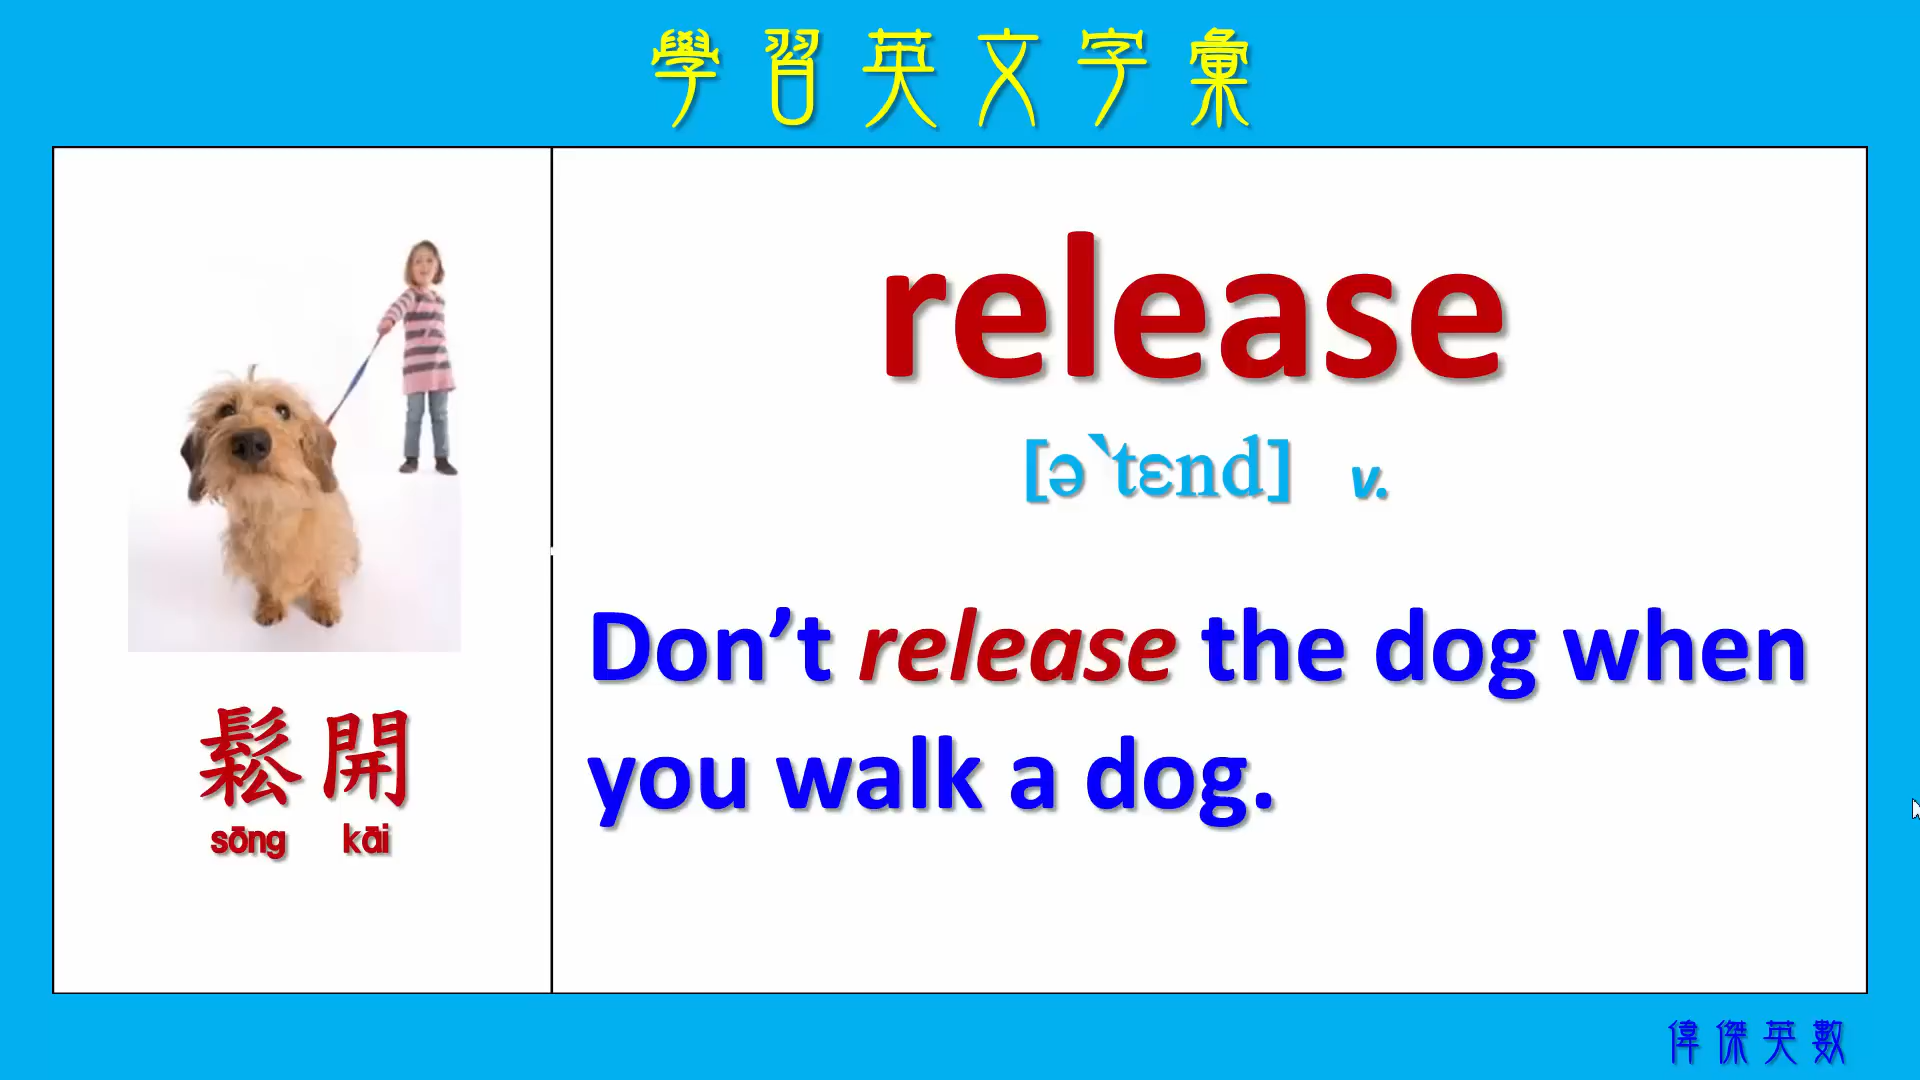 學習英文字彙
鬆開
sōng kāi
release
[əˋtɛnd] v.
Don’t release the dog when
you walk a dog.
偉傑英數